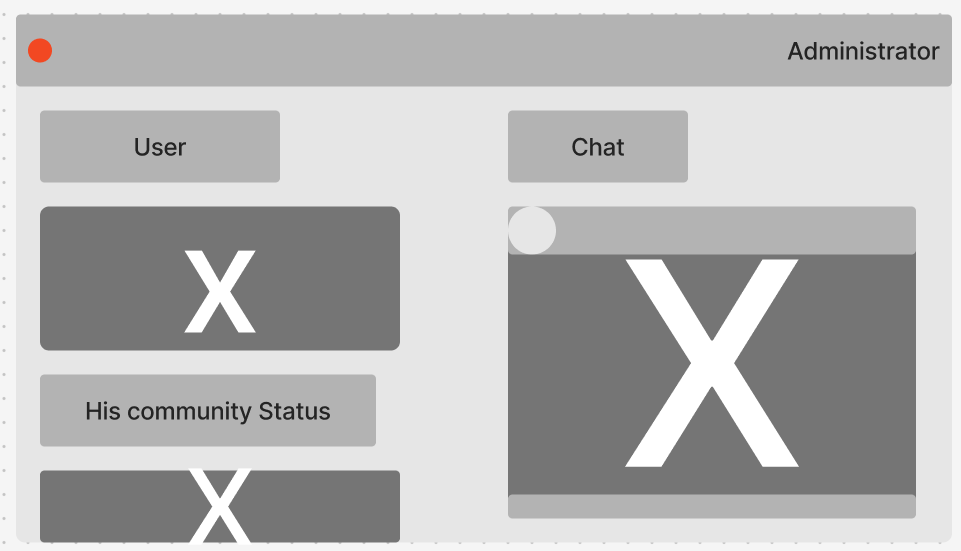 Administrator
User
Chat
X
X
His community Status
X